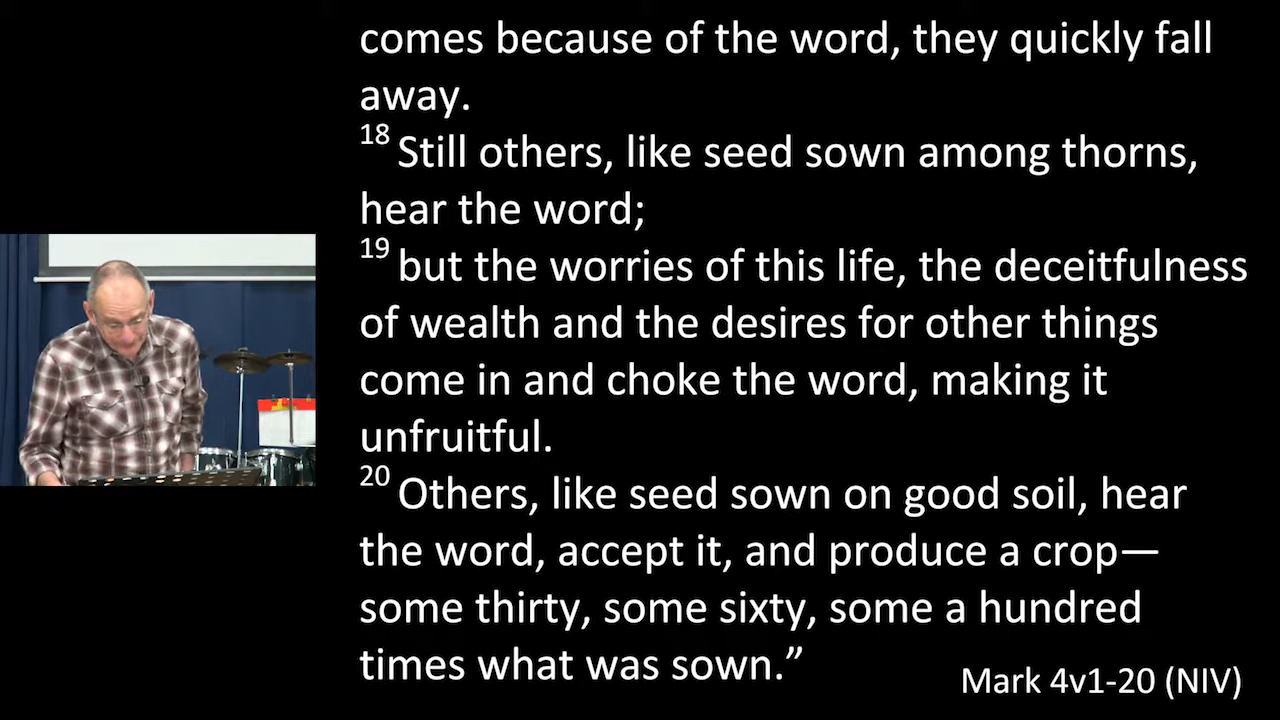 comes because of the word, they quickly fall
away.
18 Still others, like seed sown among thorns,
hear the word;
19 but the worries of this life, the deceitfulness
of wealth and the desires for other things
come in and choke the word, making it
unfruitful.
20 Others, like seed sown on good soil, hear
the word, accept it, and produce a crop—
some thirty, some sixty, some a hundred
times what was sown.”
Mark 4v1-20 (NIV)